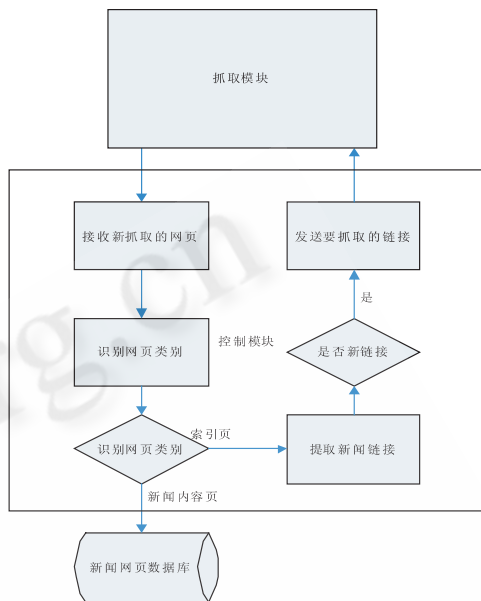 抓取模块
接收新抓取的网页
发送要抓取的链接
是
识别网页类别
控制模块
是否新链接
索引页
识别网页类别
提取新闻链接
新闻内容页
新闻网页数据库
rg.cn